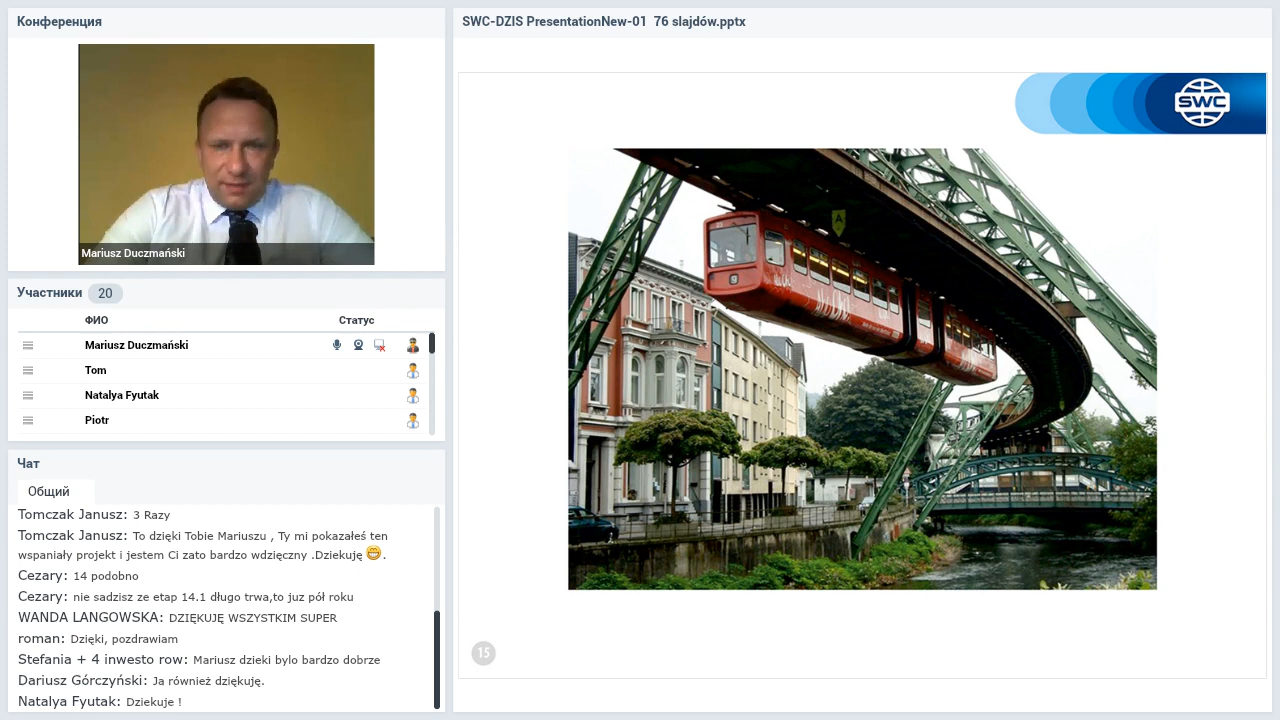 Конференция
Mariusz Duczmański
Участники 20
ФИО Статус
Mariusz Duczmański
Tom
Natalya Fyutak
Piotr
Чат
Общий
Tomczak Janusz: 3 Razy
Tomczak Janusz: To dzięki Tobie Mariuszu , Ty mi pokazałeś ten
wspaniały projekt i jestem Ci zato bardzo wdzięczny .Dziekuję 😁.
Cezary: 14 podobno
Cezary: nie sadzisz ze etap 14.1 długo trwa,to juz pół roku
WANDA LANGOWSKA: DZIĘKUJĘ WSZYSTKIM SUPER
roman: Dzięki, pozdrawiam
Stefania + 4 inwesto row: Mariusz dzieki bylo bardzo dobrze
Dariusz Górczyński: Ja również dziękuję.
Natalya Fyutak: Dziekuje !
SWC-DZIS PresentationNew-01 76 slajdów.pptx
SWC
A
15